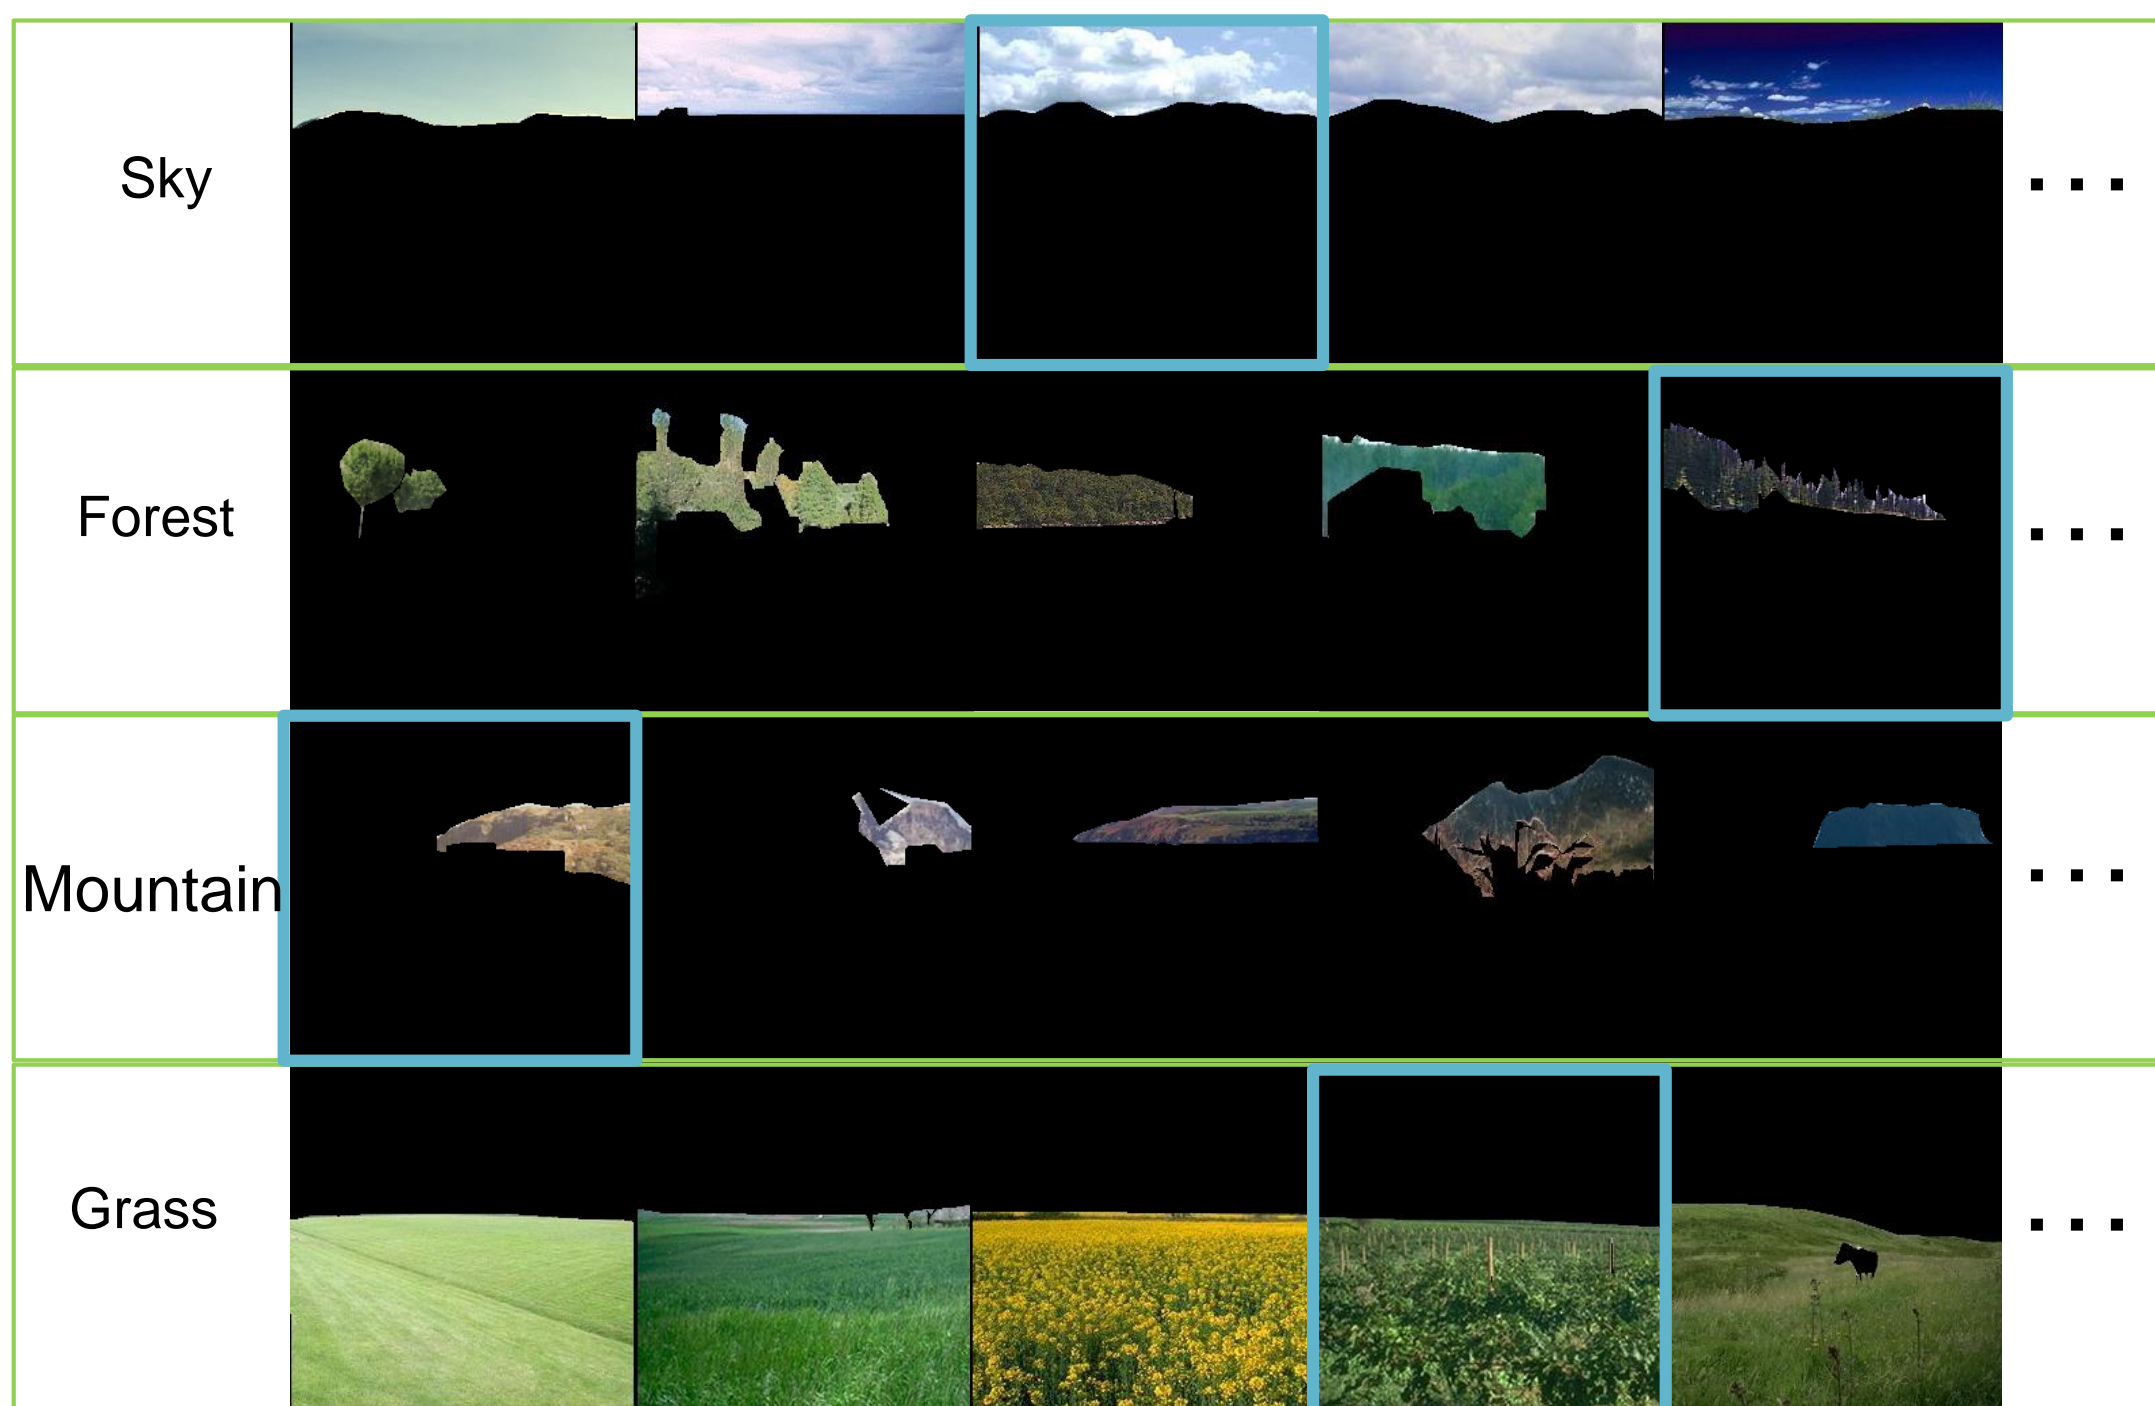 Sky
. . .
Forest
. . .
Mountain
. . .
Grass
. . .